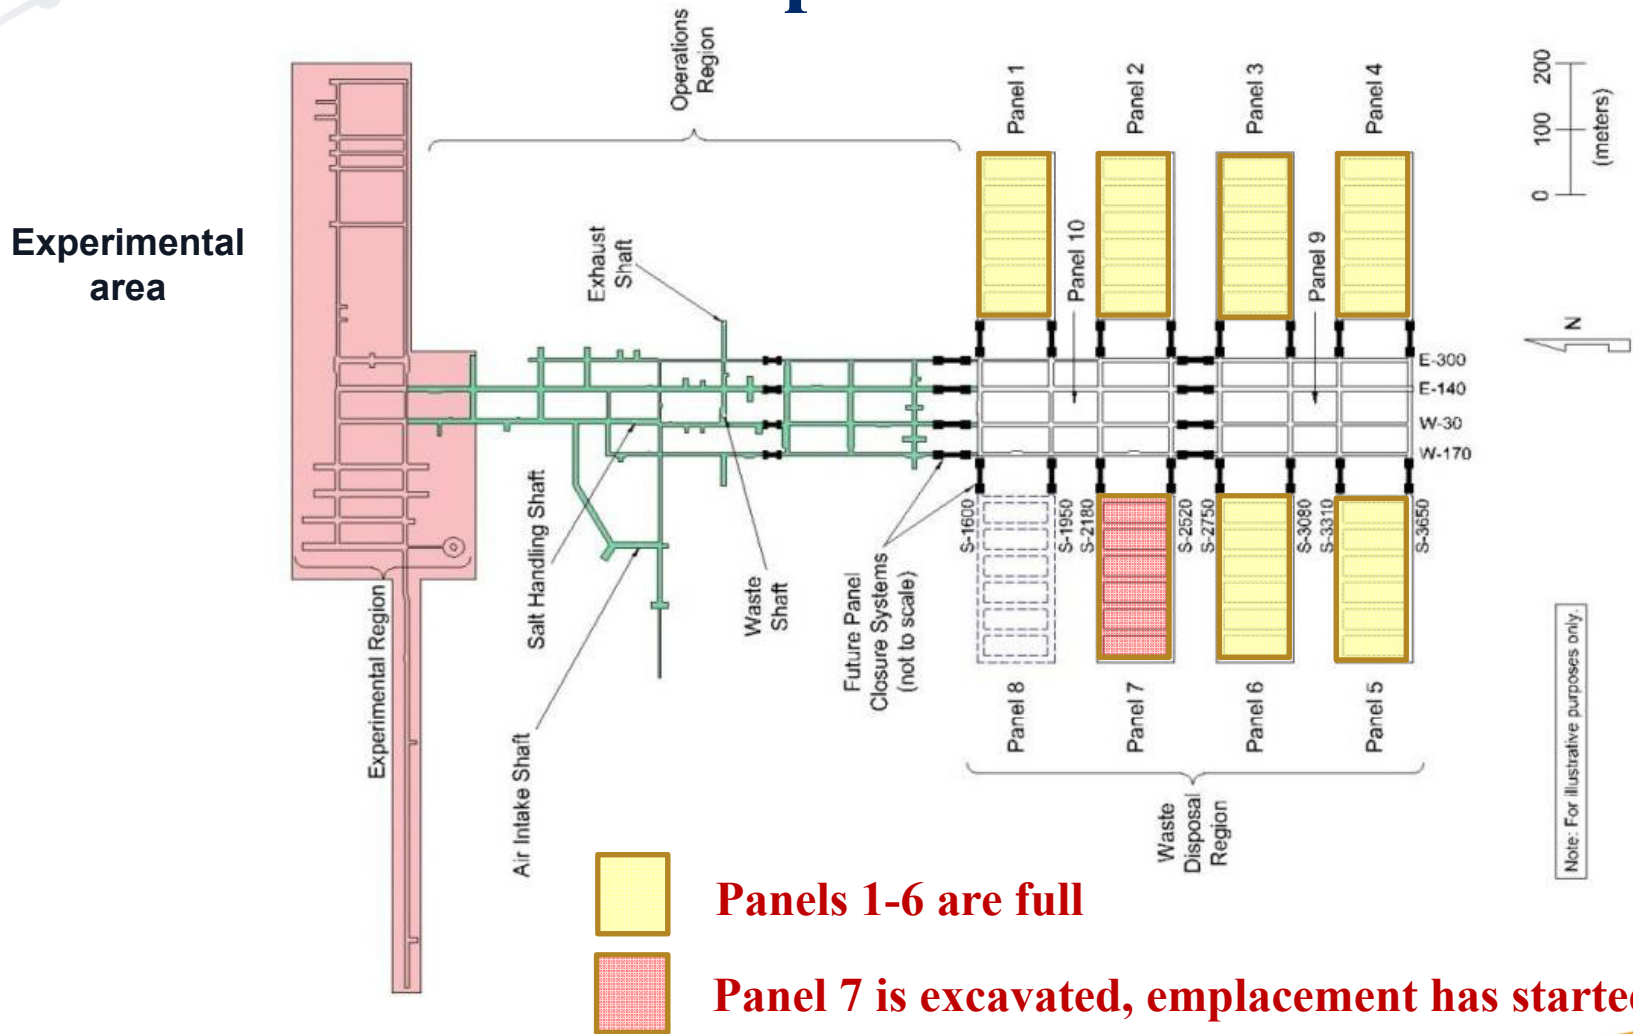 Operations
Region
Panel 1
Panel 2
Panel 3
Panel 4
200
100
0
(meters)
Experimental
area
Exhaust
Shaft
Panel 10
Panel 9
N
E-300
E-140
W-30
W-170
S-1600
S-1950
S-2180
S-2520
S-2750
S-3080
S-3310
S-3650
Experimental Region
Salt Handling Shaft
Air Intake Shaft
Waste
Shaft
Future Panel
Closure Systems
(not to scale)
Panel 8
Panel 7
Panel 6
Panel 5
Waste
Disposal
Region
Note: For illustrative purposes only.
Panels 1-6 are full
Panel 7 is excavated, emplacement has started